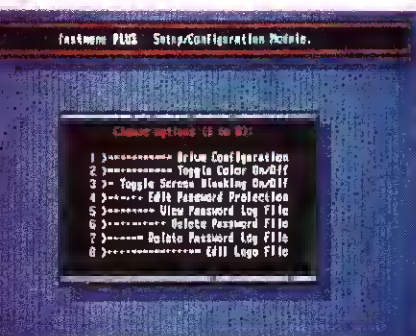 fastmenu PLUS Setup/Configuration Module.
Choose options (1 to 8):
1 >----------- Drive Configuration
2 >----------- Toggle Color On/Off
3 >- Toggle Screen Blanking On/Off
4 >----- Edit Password Protection
5 >------ View Password Log File
6 >-------- Delete Password File
7 >----- Delete Password Log File
8 >--------------- Edit Logo File